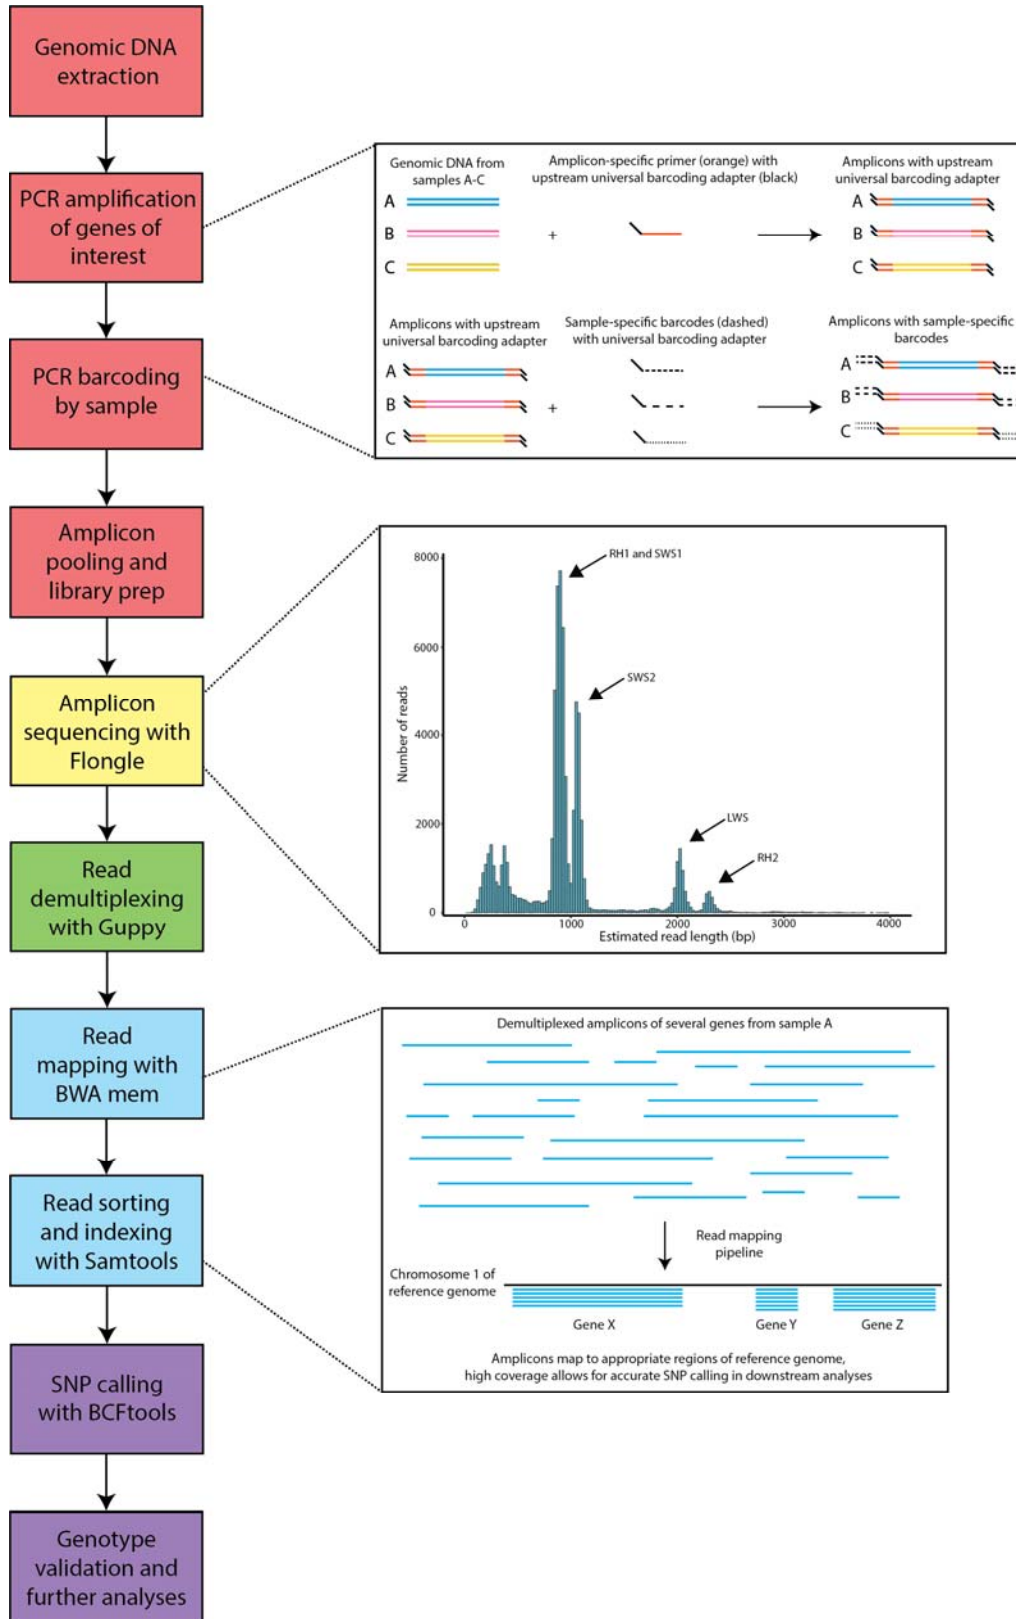 Genomic DNA
extraction
PCR amplification
of genes of
interest
PCR barcoding
by sample
Amplicon
pooling and
library prep
Amplicon
sequencing with
Flongle
Read
demultiplexing
with Guppy
Read
mapping with
BWA mem
Read sorting
and indexing
with Samtools
SNP calling
with BCFtools
Genotype
validation and
further analyses
Genomic DNA from
samples A-C
Amplicon-specific primer (orange) with
upstream universal barcoding adapter (black)
Amplicons with upstream
universal barcoding adapter
A
B
C
+
A
B
C
Amplicons with upstream
universal barcoding adapter
Sample-specific barcodes (dashed)
with universal barcoding adapter
Amplicons with sample-specific
barcodes
A
B
C
+
A
B
C
8000
6000
4000
2000
0
Number of reads
RH1 and SWS1
SWS2
LWS
RH2
0 1000 2000 3000 4000
Estimated read length (bp)
Demultiplexed amplicons of several genes from sample A
Read mapping
pipeline
Chromosome 1 of
reference genome
Gene X Gene Y Gene Z
Amplicons map to appropriate regions of reference genome,
high coverage allows for accurate SNP calling in downstream analyses